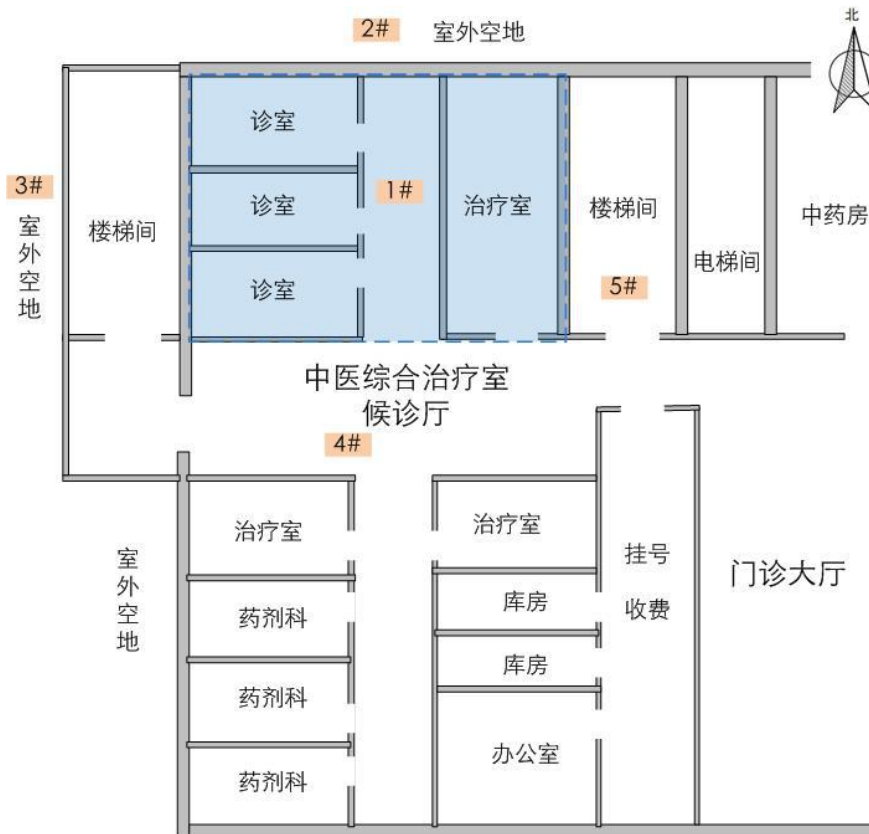 北
2#
室外空地
诊室
3#
诊室
1#
治疗室
楼梯间
中药房
室外空地
楼梯间
电梯间
诊室
5#
中医综合治疗室
候诊厅
4#
治疗室
治疗室
挂号
收费
室外空地
门诊大厅
药剂科
库房
库房
药剂科
办公室
药剂科